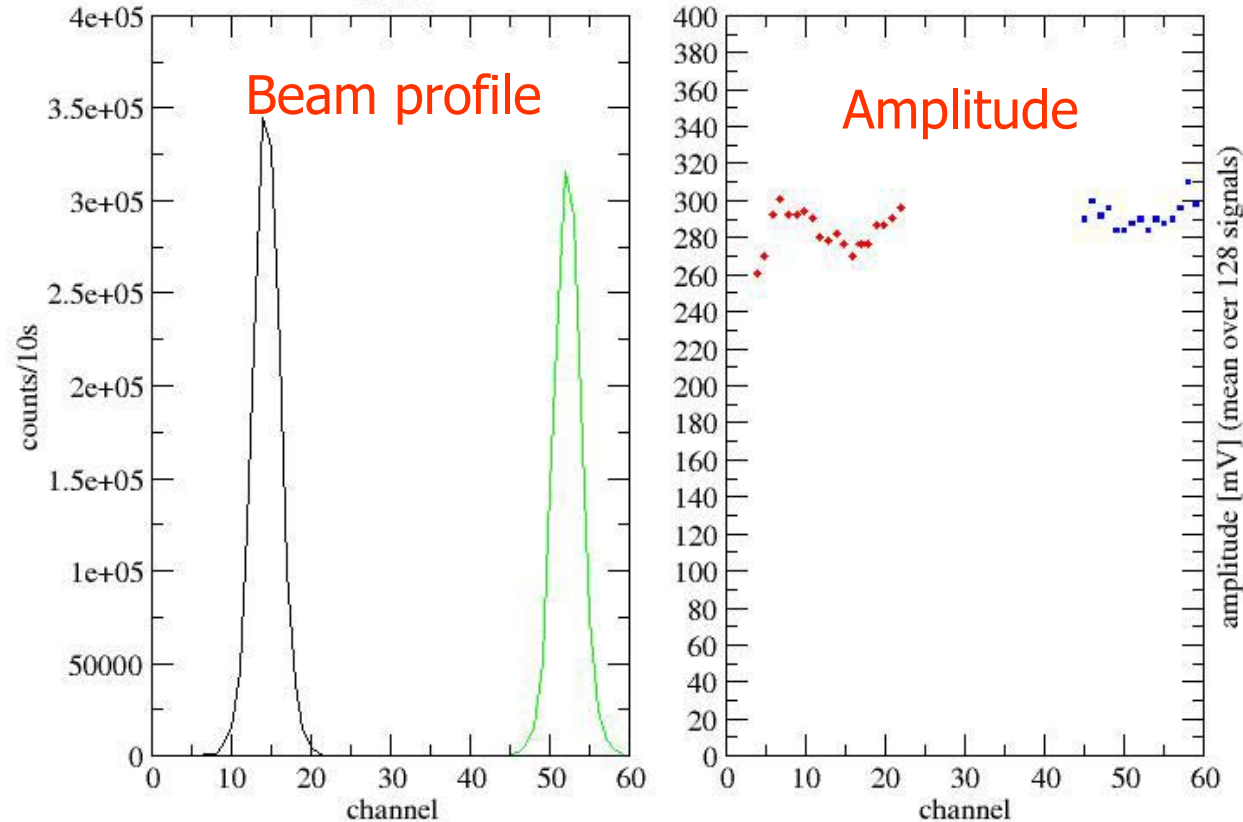 Beam profile
4e+05
3.5e+05
3e+05
2.5e+05
2e+05
1.5e+05
1e+05
50000
0
counts/10s
0 10 20 30 40 50 60
channel
Amplitude
400
380
360
340
320
300
280
260
240
220
200
180
160
140
120
100
80
60
40
20
0
0 10 20 30 40 50 60
channel
amplitude [mV] (mean over 128 signals)